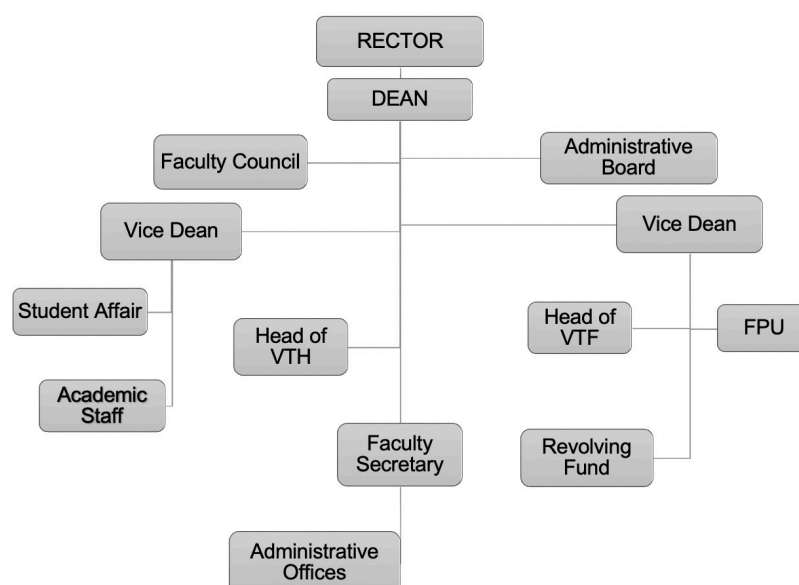 RECTOR
DEAN
Faculty Council
Administrative
Board
Vice Dean
Vice Dean
Student Affair
Head of
VTH
Head of
VTF
FPU
Academic
Staff
Faculty
Secretary
Revolving
Fund
Administrative
Offices